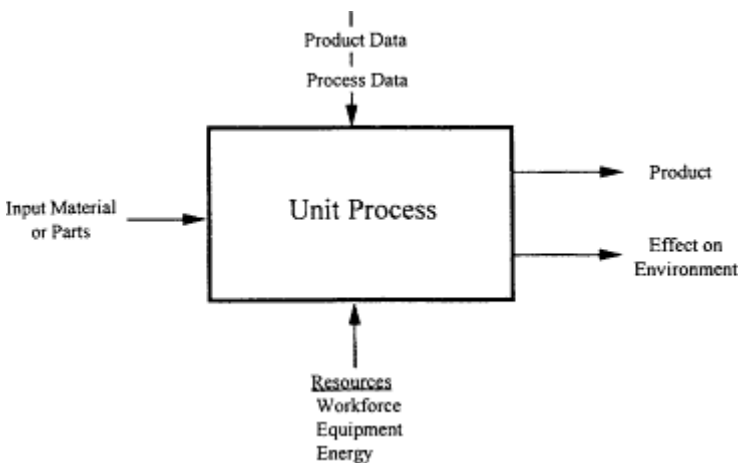 Product Data
Process Data
Unit Process
Input Material
or Parts
Product
Effect on
Environment
Resources
Workforce
Equipment
Energy